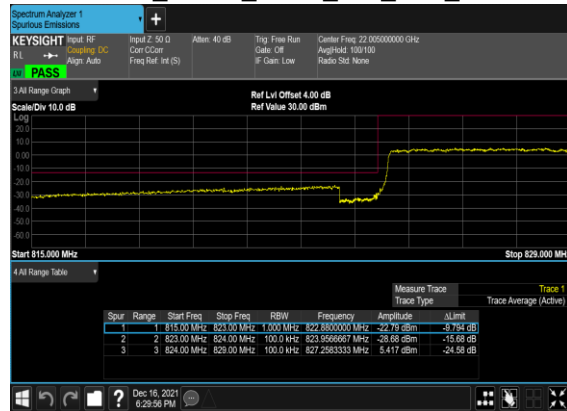 Spectrum Analyzer 1
Spurious Emissions
+
KEYSIGHT Input: RF Input Z: 50 Ω Atten: 40 dB Trig: Free Run Center Freq: 22.005000000 GHz
RL Coupling: DC Corr CCorr Gate: Off Avg|Hold: 100/100
Align: Auto Freq Ref: Int (S) IF Gain: Low Radio Std: None
PASS
3 All Range Graph
Scale/Div 10.0 dB Ref Lvl Offset 4.00 dB
Ref Value 30.00 dBm
Log
20.0
10.0
0.00
-10.0
-20.0
-30.0
-40.0
-50.0
-60.0
Start 815.000 MHz Stop 829.000 MH
4 All Range Table
Measure Trace Trace 1
Trace Type Trace Average (Active)
Spur Range Start Freq Stop Freq RBW Frequency Amplitude ΔLimit
1 1 815.00 MHz 823.00 MHz 1.000 MHz 822.8800000 MHz -22.79 dBm -9.794 dB
2 2 823.00 MHz 824.00 MHz 100.0 kHz 823.9566667 MHz -28.68 dBm -15.68 dB
3 3 824.00 MHz 829.00 MHz 100.0 kHz 827.2583333 MHz 5.417 dBm -24.58 dB
? Dec 16, 2021
6:29:56 PM